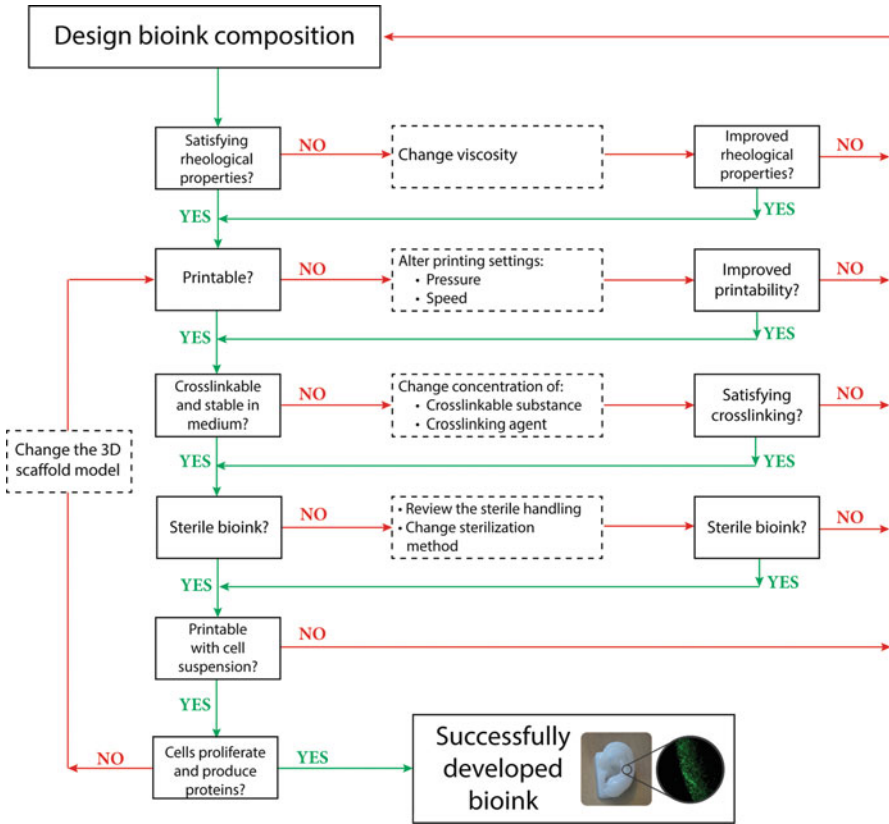 Design bioink composition
Satisfying
rheological
properties?
NO
Change viscosity
Improved
rheological
properties?
NO
YES
YES
Printable?
NO
Alter printing settings:
• Pressure
• Speed
Improved
printability?
NO
YES
YES
Crosslinkable
and stable in
medium?
NO
Change concentration of:
• Crosslinkable substance
• Crosslinking agent
Satisfying
crosslinking?
NO
Change the 3D
scaffold model
YES
YES
Sterile bioink?
NO
• Review the sterile handling
• Change sterilization
method
Sterile bioink?
NO
YES
YES
Printable
with cell
suspension?
NO
YES
NO
Cells proliferate
and produce
proteins?
YES
Successfully
developed
bioink